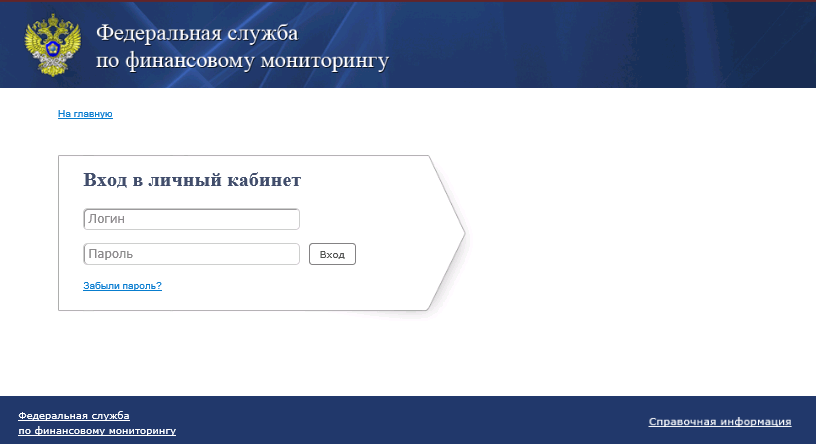 Федеральная служба
по финансовому мониторингу
На главную
Вход в личный кабинет
Логин
Пароль
Вход
Забыли пароль?
Федеральная служба
по финансовому мониторингу
Справочная информация